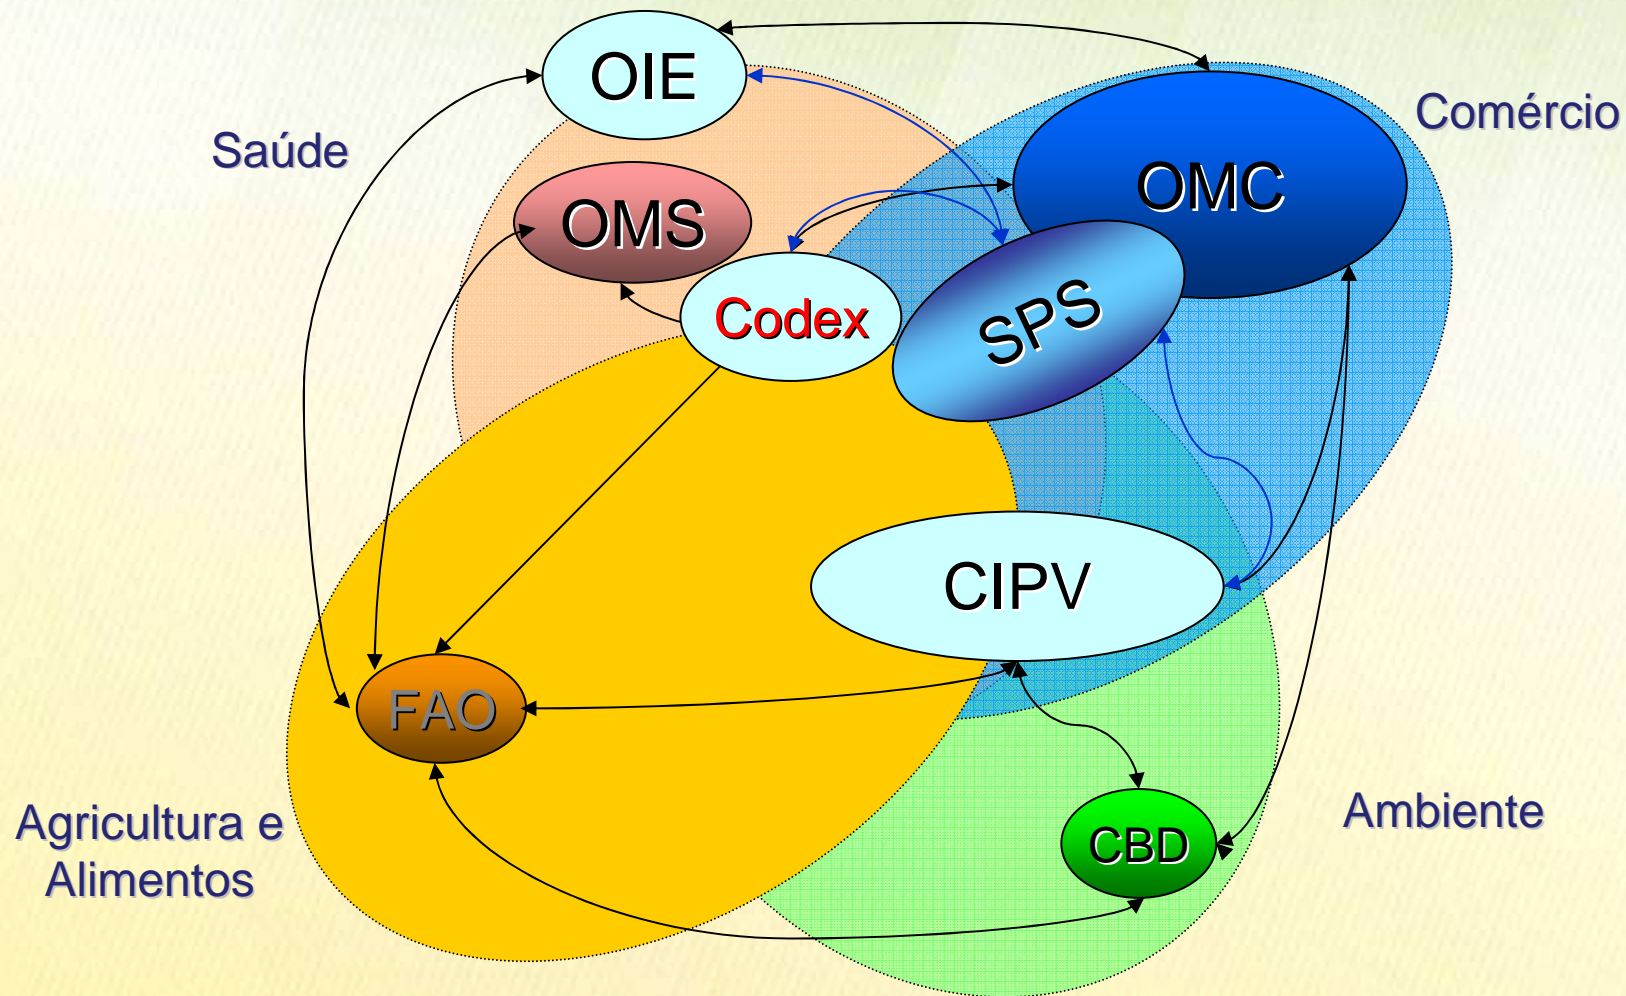 OIE
Comércio
Saúde
OMC
OMS
Codex
SPS
CIPV
FAO
Ambiente
Agricultura e
Alimentos
CBD